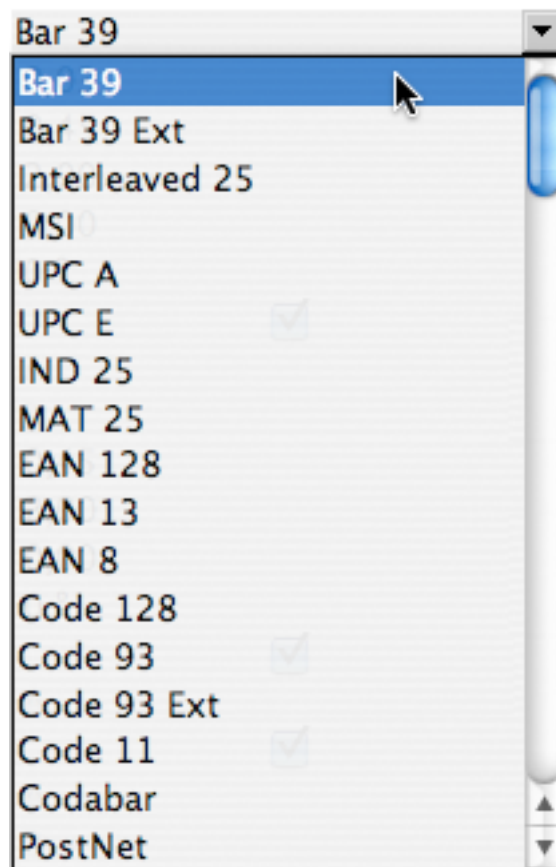 Bar 39
Bar 39
Bar 39 Ext
Interleaved 25
MSI
UPC A
UPC E
IND 25
MAT 25
EAN 128
EAN 13
EAN 8
Code 128
Code 93
Code 93 Ext
Code 11
Codabar
PostNet